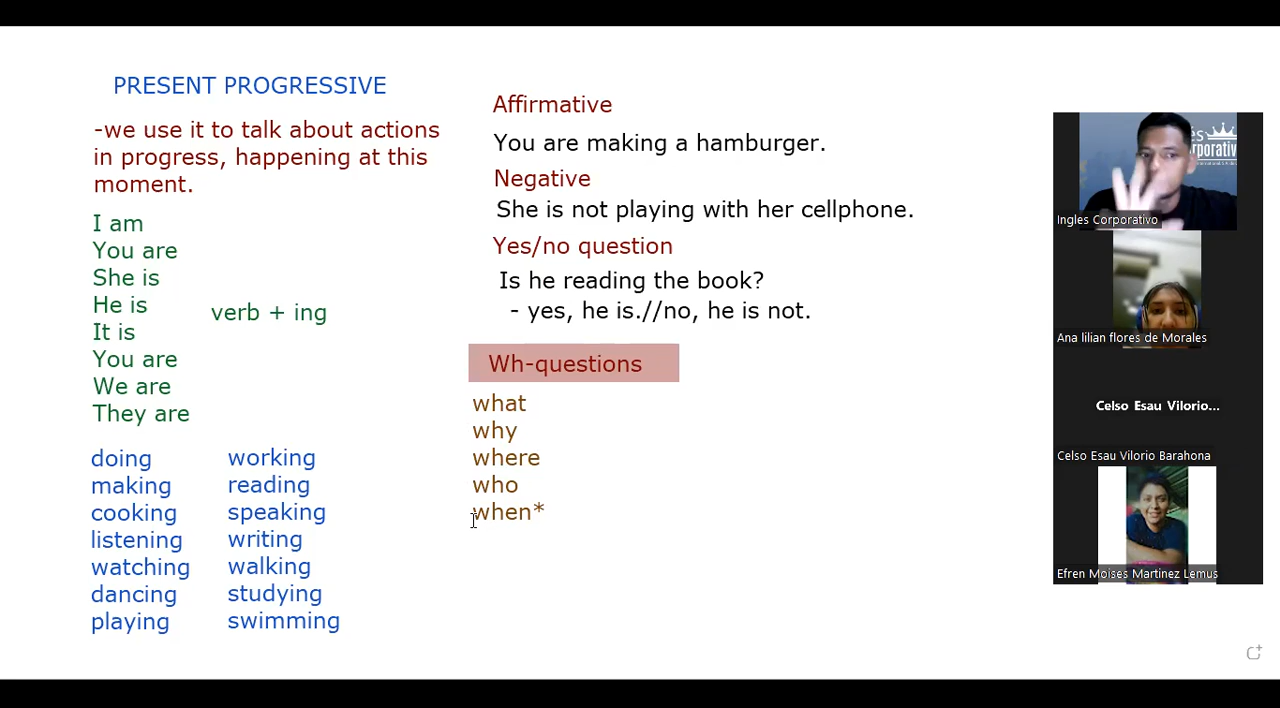 PRESENT PROGRESSIVE
-we use it to talk about actions
in progress, happening at this
moment.
I am
You are
She is
He is
It is
You are
We are
They are
verb + ing
doing
making
cooking
listening
watching
dancing
playing
working
reading
speaking
writing
walking
studying
swimming
Affirmative
You are making a hamburger.
Negative
She is not playing with her cellphone.
Yes/no question
Is he reading the book?
- yes, he is.//no, he is not.
Wh-questions
what
why
where
who
when*
Ingles Corporativo
Ana lilian flores de Morales
Celso Esau Vilorio...
Celso Esau Vilorio Barahona
Efren Moises Martinez Lemus